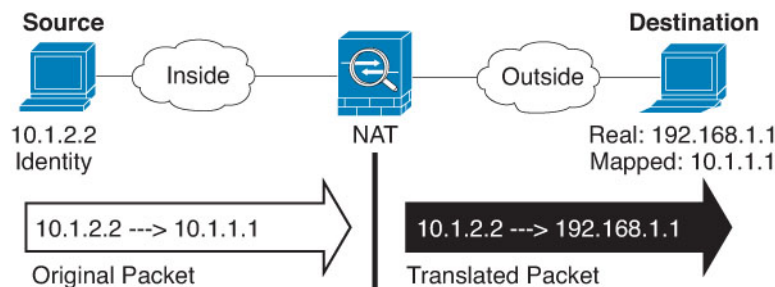 Source
Destination
Inside
Outside
10.1.2.2
Identity
NAT
Real: 192.168.1.1
Mapped: 10.1.1.1
10.1.2.2 ---> 10.1.1.1
10.1.2.2 ---> 192.168.1.1
Original Packet
Translated Packet